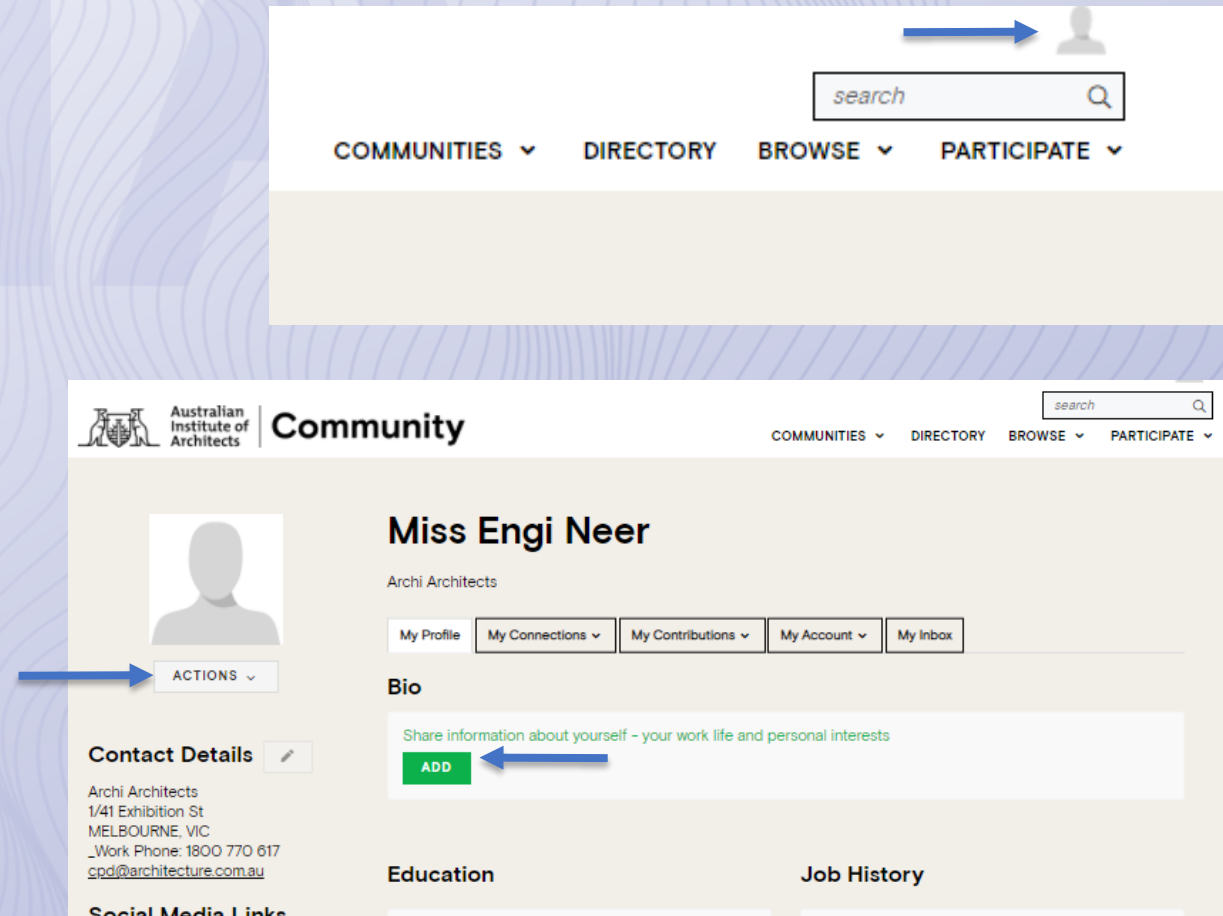 search
COMMUNITIES DIRECTORY BROWSE PARTICIPATE
Australian
Institute of
Architects
Community
search
COMMUNITIES DIRECTORY BROWSE PARTICIPATE
Miss Engi Neer
Archi Architects
My Profile My Connections My Contributions My Account My Inbox
ACTIONS
Bio
Share information about yourself - your work life and personal interests
ADD
Contact Details
Archi Architects
1/41 Exhibition St
MELBOURNE, VIC
_Work Phone: 1800 770 617
cpd@architecture.com.au
Education Job History
Social Media Links